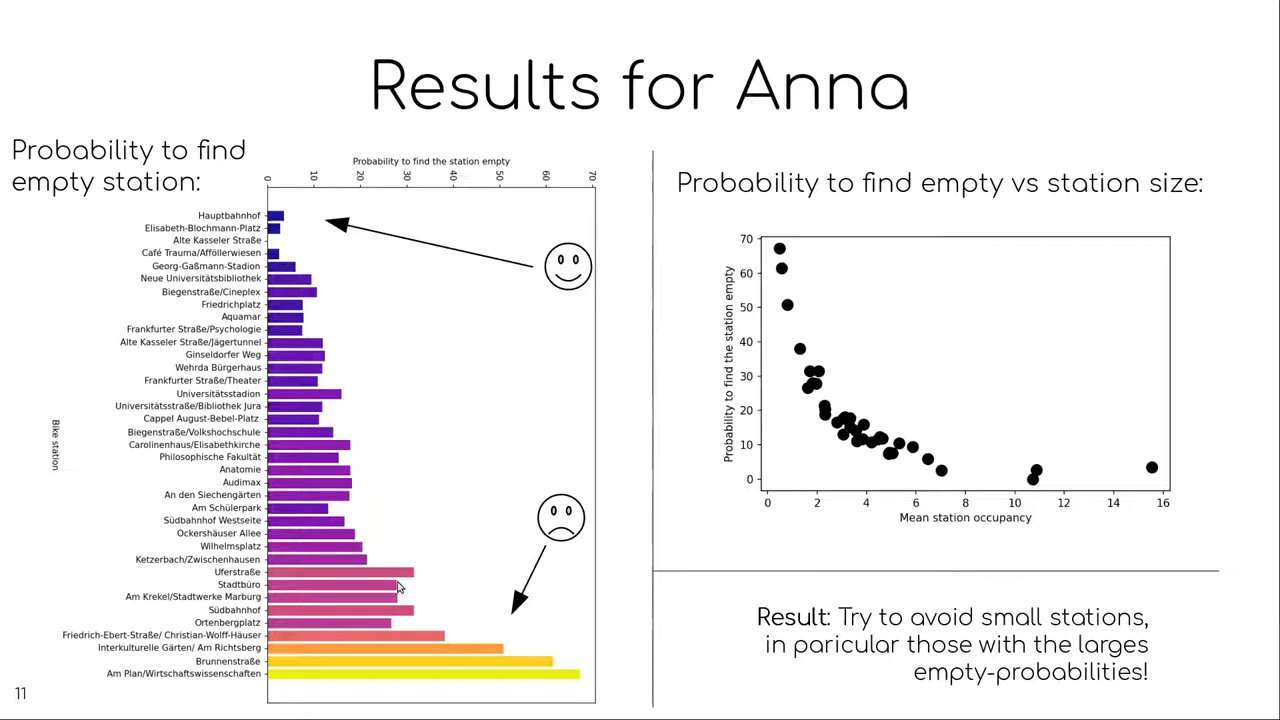 Results for Anna
Probability to find
empty station:
Probability to find the station empty
0 10 20 30 40 50 60 70
Hauptbahnhof
Elisabeth-Blochmann-Platz
Alte Kasseler Straße
Café Trauma/Afföllerwiesen
Georg-Gaßmann-Stadion
Neue Universitätsbibliothek
Biegenstraße/Cineplex
Friedrichplatz
Aquamar
Frankfurter Straße/Psychologie
Alte Kasseler Straße/Jägertunnel
Ginseldorfer Weg
Wehrda Bürgerhaus
Frankfurter Straße/Theater
Universitätsstadion
Universitätsstraße/Bibliothek Jura
Cappel August-Bebel-Platz
Biegenstraße/Volkshochschule
Carolinenhaus/Elisabethkirche
Philosophische Fakultät
Anatomie
Audimax
An den Siechengärten
Am Schülerpark
Südbahnhof Westseite
Ockershäuser Allee
Wilhelmsplatz
Ketzerbach/Zwischenhausen
Uferstraße
Stadtbüro
Am Krekel/Stadtwerke Marburg
Südbahnhof
Ortenbergplatz
Friedrich-Ebert-Straße/ Christian-Wolff-Häuser
Interkulturelle Gärten/ Am Richtsberg
Brunnenstraße
Am Plan/Wirtschaftswissenschaften
Bike station
11
Probability to find empty vs station size:
Probability to find the station empty
70
60
50
40
30
20
10
0
0 2 4 6 8 10 12 14 16
Mean station occupancy
Result: Try to avoid small stations,
in paricular those with the larges
empty-probabilities!